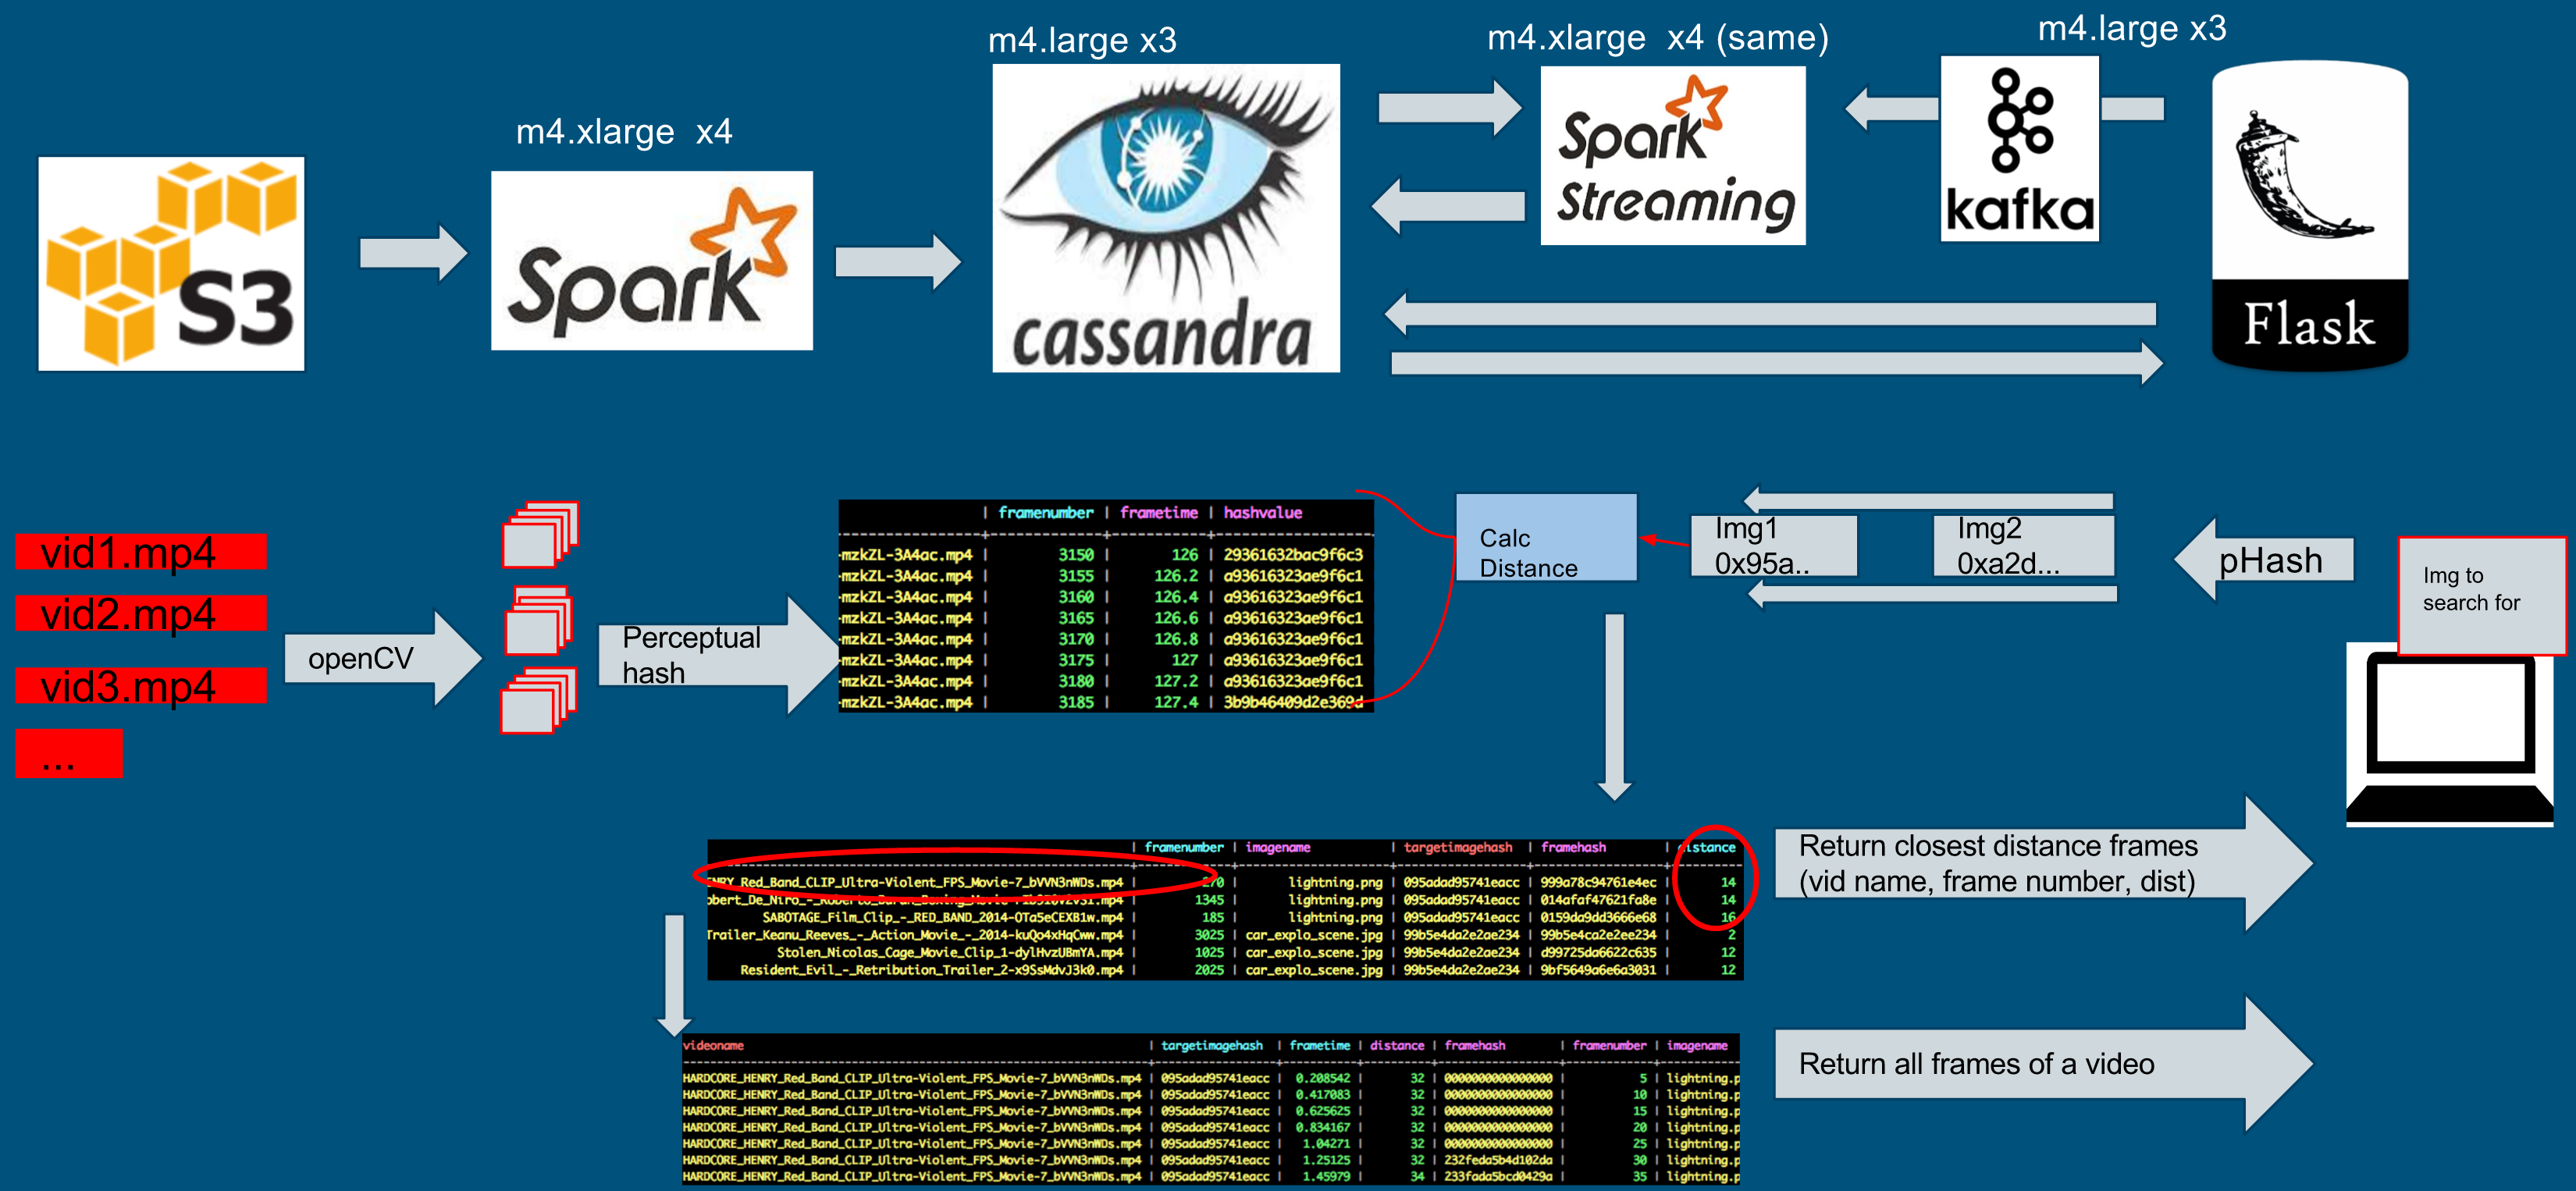 m4.large x3
m4.xlarge x4 (same)
m4.large x3
m4.xlarge x4
S3
Spark
cassandra
Spark
Streaming
kafka
Flask
vid1.mp4
vid2.mp4
vid3.mp4
...
openCV
Perceptual
hash
| framenumber | frametime | hashvalue
-mzkZL-3A4ac.mp4 | 3150 | 126 | 29361632bac9f6c3
-mzkZL-3A4ac.mp4 | 3155 | 126.2 | a93616323ae9f6c1
-mzkZL-3A4ac.mp4 | 3160 | 126.4 | a93616323ae9f6c1
-mzkZL-3A4ac.mp4 | 3165 | 126.6 | a93616323ae9f6c1
-mzkZL-3A4ac.mp4 | 3170 | 126.8 | a93616323ae9f6c1
-mzkZL-3A4ac.mp4 | 3175 | 127 | a93616323ae9f6c1
-mzkZL-3A4ac.mp4 | 3180 | 127.2 | a93616323ae9f6c1
-mzkZL-3A4ac.mp4 | 3185 | 127.4 | 3b9b46409d2e369d
Calc
Distance
Img1
0x95a..
Img2
0xa2d...
pHash
Img to
search for
| framenumber | imagename | targetimagehash | framehash | distance
ENRY_Red_Band_CLIP_Ultra-Violent_FPS_Movie-7_bVVN3nWDs.mp4 | 270 | lightning.png | 095adad95741eacc | 999a78c94761e4ec | 14
| 1345 | lightning.png | 095adad95741eacc | 014afaf47621fa8e | 14
SABOTAGE_Film_Clip_-_RED_BAND_2014-OTa5eCEXB1w.mp4 | 185 | lightning.png | 095adad95741eacc | 0159da9dd3666e68 | 16
Trailer_Keanu_Reeves_-_Action_Movie_-_2014-kuQo4xHqCww.mp4 | 3025 | car_explo_scene.jpg | 99b5e4da2e2ae234 | 99b5e4ca2e2ee234 | 2
Stolen_Nicolas_Cage_Movie_Clip_1-dylHvzUBmYA.mp4 | 1025 | car_explo_scene.jpg | 99b5e4da2e2ae234 | d99725da6622c635 | 12
Resident_Evil_-_Retribution_Trailer_2-x9SsMdvJ3k0.mp4 | 2025 | car_explo_scene.jpg | 99b5e4da2e2ae234 | 9bf5649a6e6a3031 | 12
Return closest distance frames
(vid name, frame number, dist)
videoname | targetimagehash | frametime | distance | framehash | framenumber | imagename
HARDCORE_HENRY_Red_Band_CLIP_Ultra-Violent_FPS_Movie-7_bVVN3nWDs.mp4 | 095adad95741eacc | 0.208542 | 32 | 0000000000000000 | 5 | lightning.p
HARDCORE_HENRY_Red_Band_CLIP_Ultra-Violent_FPS_Movie-7_bVVN3nWDs.mp4 | 095adad95741eacc | 0.417083 | 32 | 0000000000000000 | 10 | lightning.p
HARDCORE_HENRY_Red_Band_CLIP_Ultra-Violent_FPS_Movie-7_bVVN3nWDs.mp4 | 095adad95741eacc | 0.625625 | 32 | 0000000000000000 | 15 | lightning.p
HARDCORE_HENRY_Red_Band_CLIP_Ultra-Violent_FPS_Movie-7_bVVN3nWDs.mp4 | 095adad95741eacc | 0.834167 | 32 | 0000000000000000 | 20 | lightning.p
HARDCORE_HENRY_Red_Band_CLIP_Ultra-Violent_FPS_Movie-7_bVVN3nWDs.mp4 | 095adad95741eacc | 1.04271 | 32 | 0000000000000000 | 25 | lightning.p
HARDCORE_HENRY_Red_Band_CLIP_Ultra-Violent_FPS_Movie-7_bVVN3nWDs.mp4 | 095adad95741eacc | 1.25125 | 32 | 232feda5b4d102da | 30 | lightning.p
HARDCORE_HENRY_Red_Band_CLIP_Ultra-Violent_FPS_Movie-7_bVVN3nWDs.mp4 | 095adad95741eacc | 1.45979 | 34 | 233fada5bcd0429a | 35 | lightning.p
Return all frames of a video